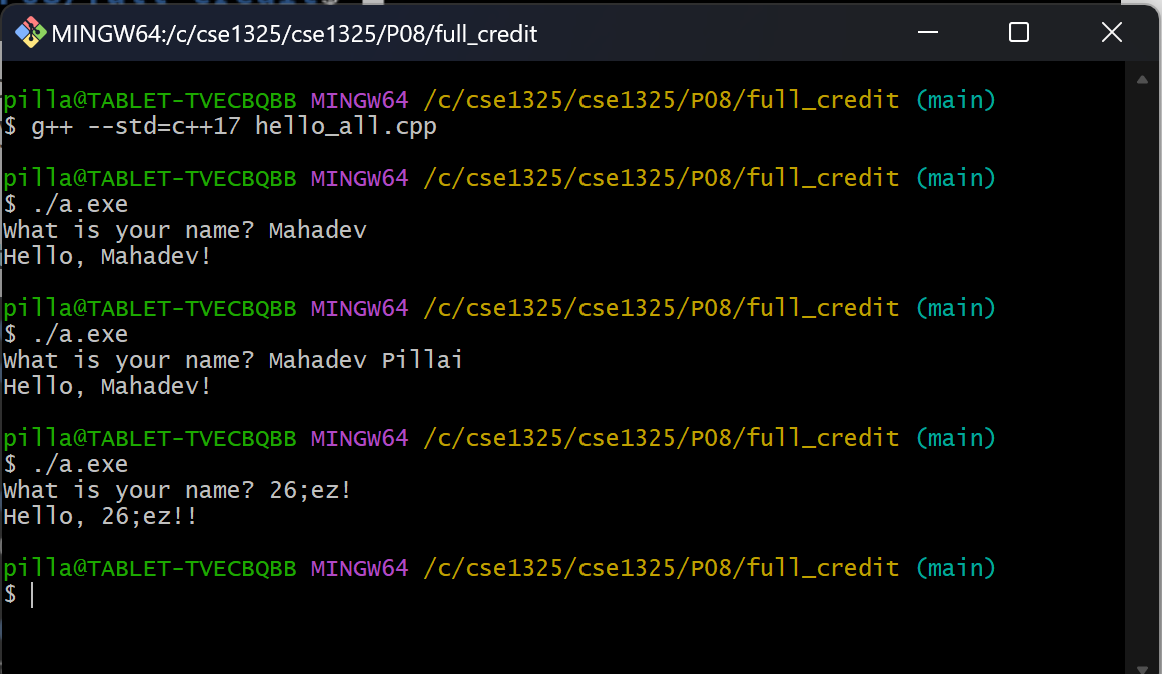 MINGW64:/c/cse1325/cse1325/P08/full_credit
pilla@TABLET-TVECBQBB MINGW64 /c/cse1325/cse1325/P08/full_credit (main)
$ g++ --std=c++17 hello_all.cpp
pilla@TABLET-TVECBQBB MINGW64 /c/cse1325/cse1325/P08/full_credit (main)
$ ./a.exe
What is your name? Mahadev
Hello, Mahadev!
pilla@TABLET-TVECBQBB MINGW64 /c/cse1325/cse1325/P08/full_credit (main)
$ ./a.exe
What is your name? Mahadev Pillai
Hello, Mahadev!
pilla@TABLET-TVECBQBB MINGW64 /c/cse1325/cse1325/P08/full_credit (main)
$ ./a.exe
What is your name? 26;ez!
Hello, 26;ez!!
pilla@TABLET-TVECBQBB MINGW64 /c/cse1325/cse1325/P08/full_credit (main)
$